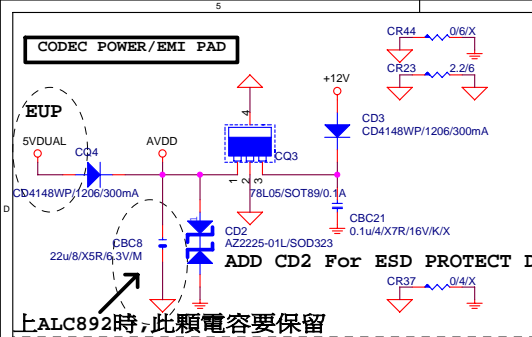 5
CODEC POWER/EMI PAD
CR44 0/6/X
CR23 2.2/6
+12V
EUP
5VDUAL
AVDD
4
CD3
CD4148WP/1206/300mA
CQ4
CQ3
CD4148WP/1206/300mA
1 2 3
78L05/SOT89/0.1A
D
CBC21
0.1u/4/X7R/16V/K/X
CBC8
22u/8/X5R/6.3V/M
CD2
AZ2225-01L/SOD323
ADD CD2 For ESD PROTECT D
CR37 0/4/X
上ALC892時,此顆電容要保留